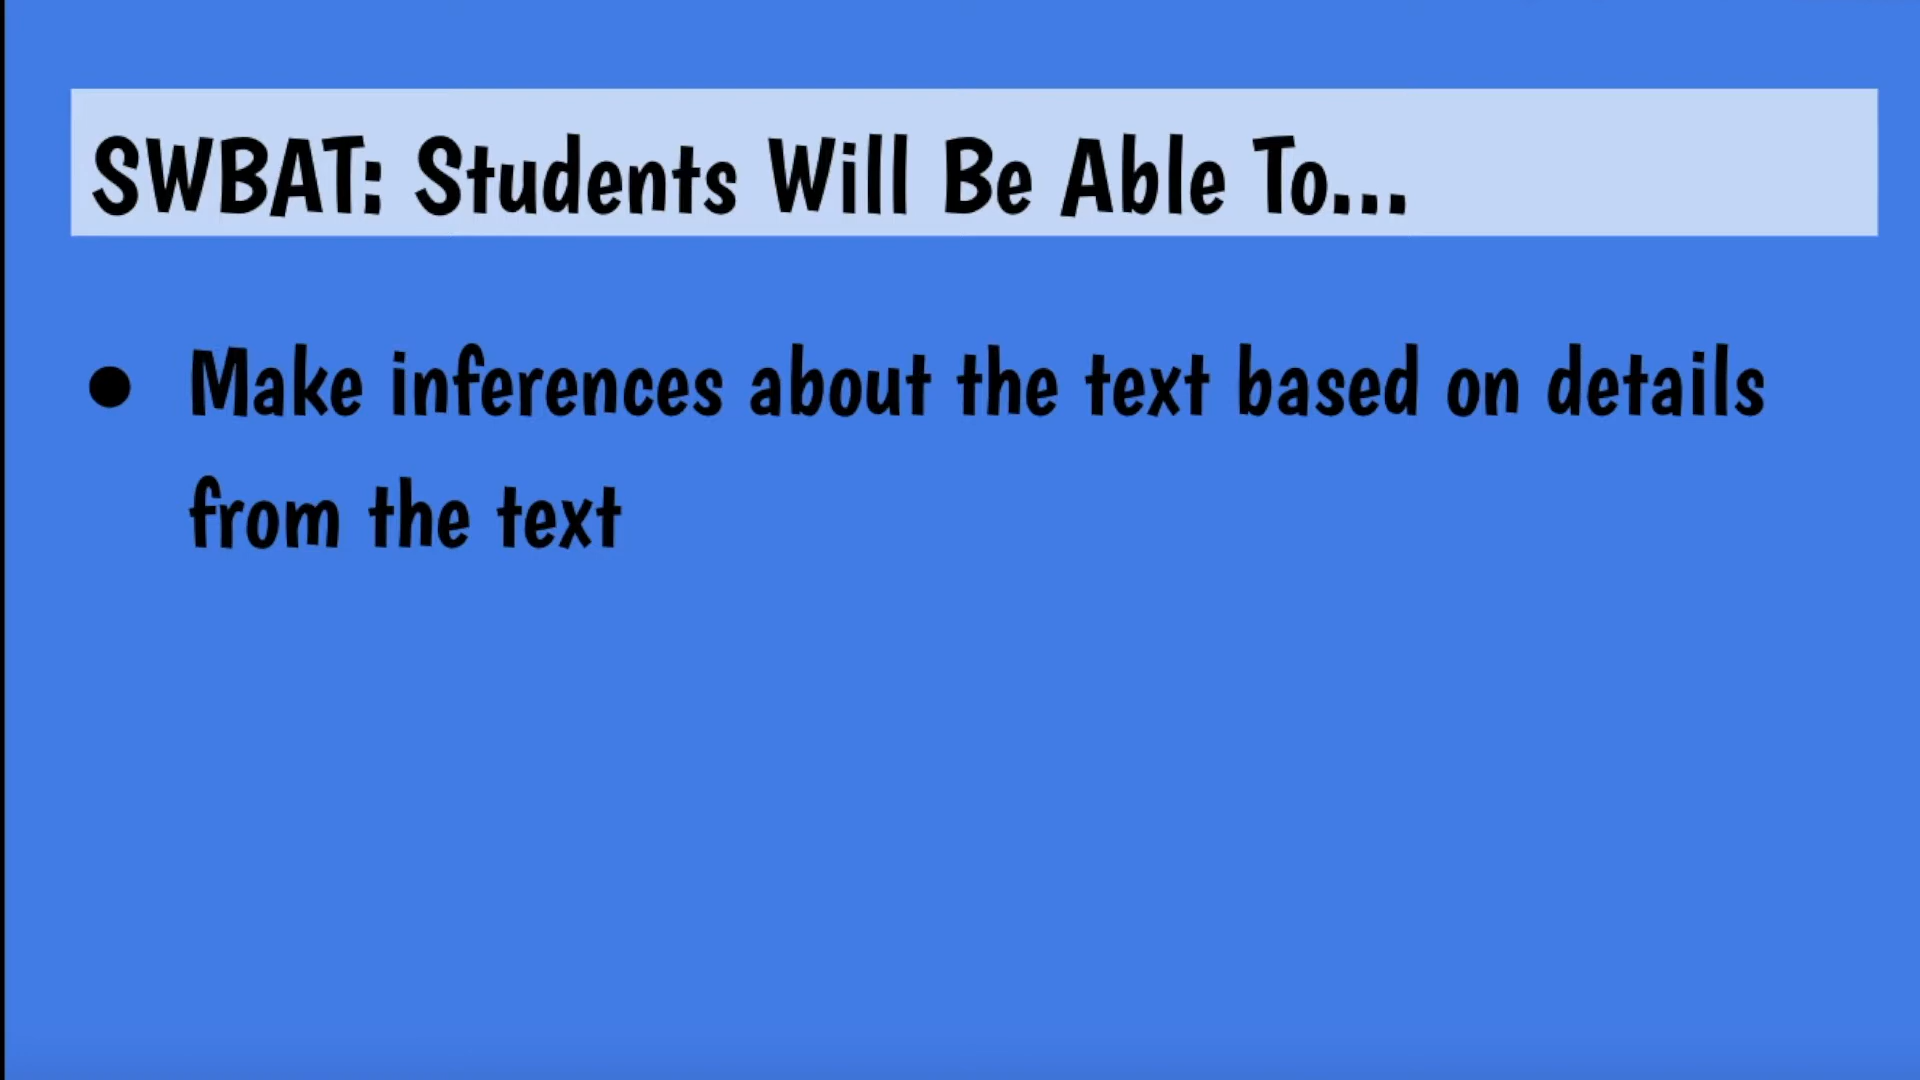 SWBAT: Students Will Be Able To...
● Make inferences about the text based on details
from the text